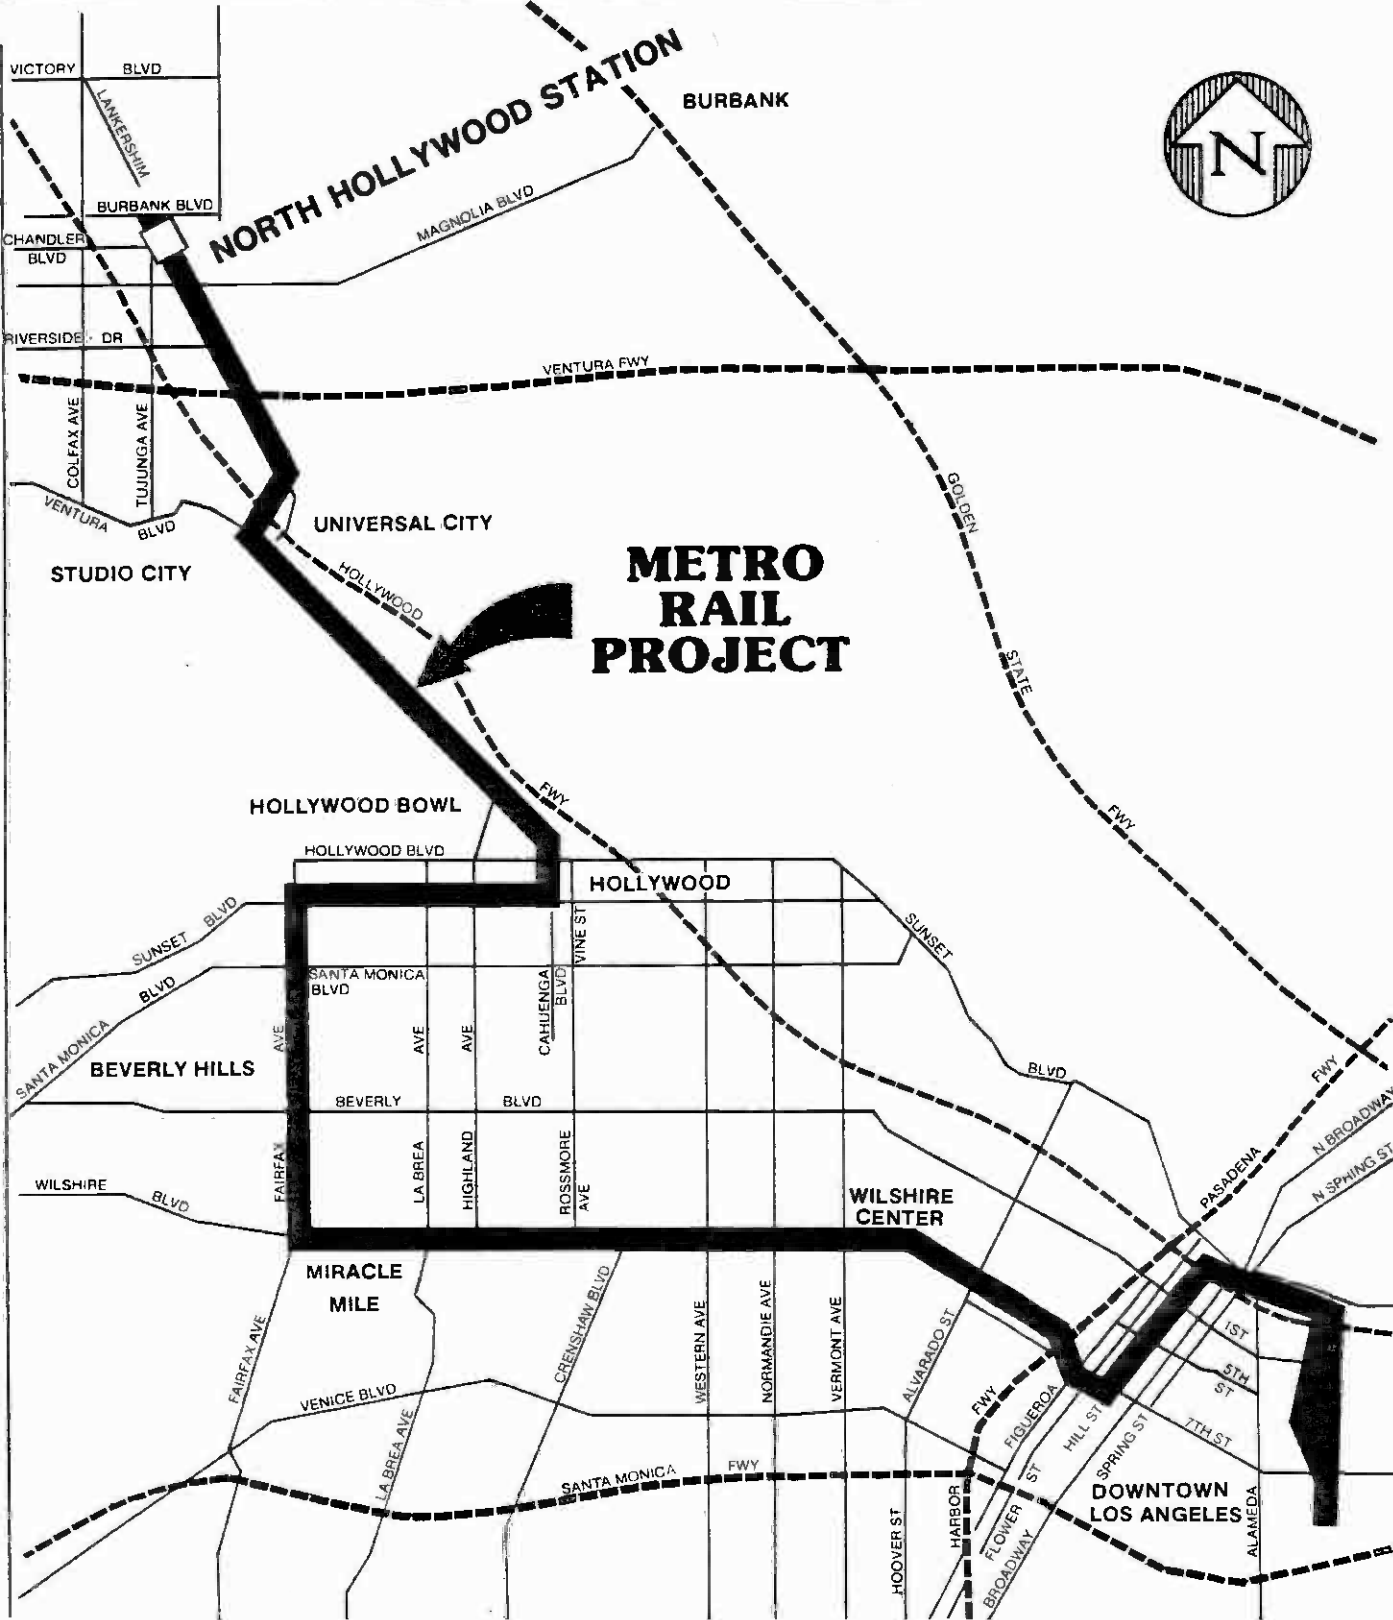 VICTORY BLVD
LANKERSHIM
NORTH HOLLYWOOD STATION
BURBANK
N
BURBANK BLVD
MAGNOLIA BLVD
CHANDLER
BLVD
RIVERSIDE DR
VENTURA FWY
COLFAX AVE
TUJUNGA AVE
GOLDEN
STATE
FWY
VENTURA
BLVD
UNIVERSAL CITY
STUDIO CITY
HOLLYWOOD
FWY
METRO
RAIL
PROJECT
HOLLYWOOD BOWL
HOLLYWOOD BLVD
HOLLYWOOD
SUNSET BLVD
VINE ST
SUNSET
BLVD
SANTA MONICA
BLVD
SANTA MONICA
BLVD
CAHUENGA
BLVD
FAIRFAX
AVE
LA BREA
AVE
HIGHLAND
AVE
BEVERLY HILLS
BEVERLY BLVD
ROSSMORE
AVE
WILSHIRE
BLVD
WILSHIRE
CENTER
PASADENA
FWY
N BROADWAY
N SPRING ST
MIRACLE
MILE
FAIRFAX AVE
LA BREA AVE
CRENSHAW BLVD
WESTERN AVE
NORMANDIE AVE
VERMONT AVE
ALVARADO ST
1ST
5TH
ST
7TH ST
VENICE BLVD
FWY
FIGUEROA
ST
HILL ST
SPRING ST
SANTA MONICA
FWY
DOWNTOWN
LOS ANGELES
HOOVER ST
HARBOR
FLOWER
BROADWAY
ALAMEDA